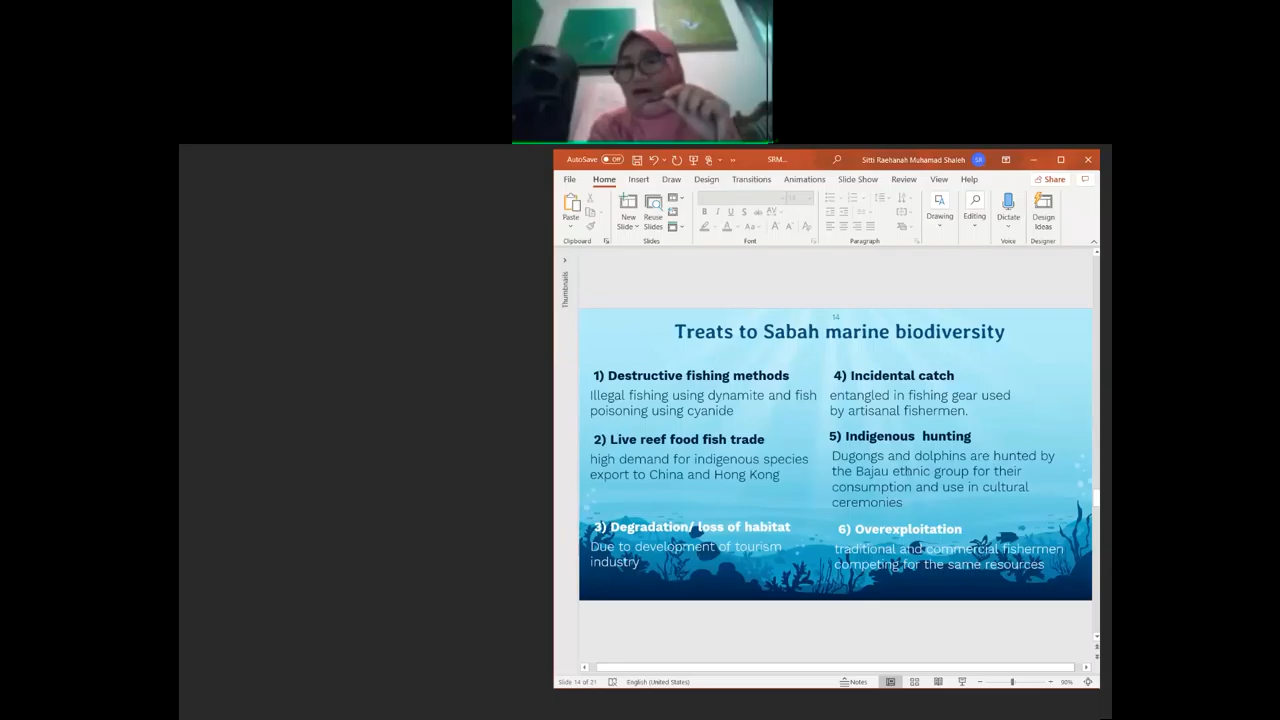 AutoSave Off SRM... Sitti Raehanah Muhamad Shaleh SR
File Home Insert Draw Design Transitions Animations Slide Show Review View Help Share
Paste New Slide Reuse Slides Drawing Editing Dictate Design Ideas
Clipboard Slides Font Paragraph Voice Designer
Thumbnails
14
Treats to Sabah marine biodiversity
1) Destructive fishing methods
Illegal fishing using dynamite and fish
poisoning using cyanide
2) Live reef food fish trade
high demand for indigenous species
export to China and Hong Kong
3) Degradation/ loss of habitat
Due to development of tourism
industry
4) Incidental catch
entangled in fishing gear used
by artisanal fishermen.
5) Indigenous hunting
Dugongs and dolphins are hunted by
the Bajau ethnic group for their
consumption and use in cultural
ceremonies
6) Overexploitation
traditional and commercial fishermen
competing for the same resources
Slide 14 of 21 English (United States) Notes 90%